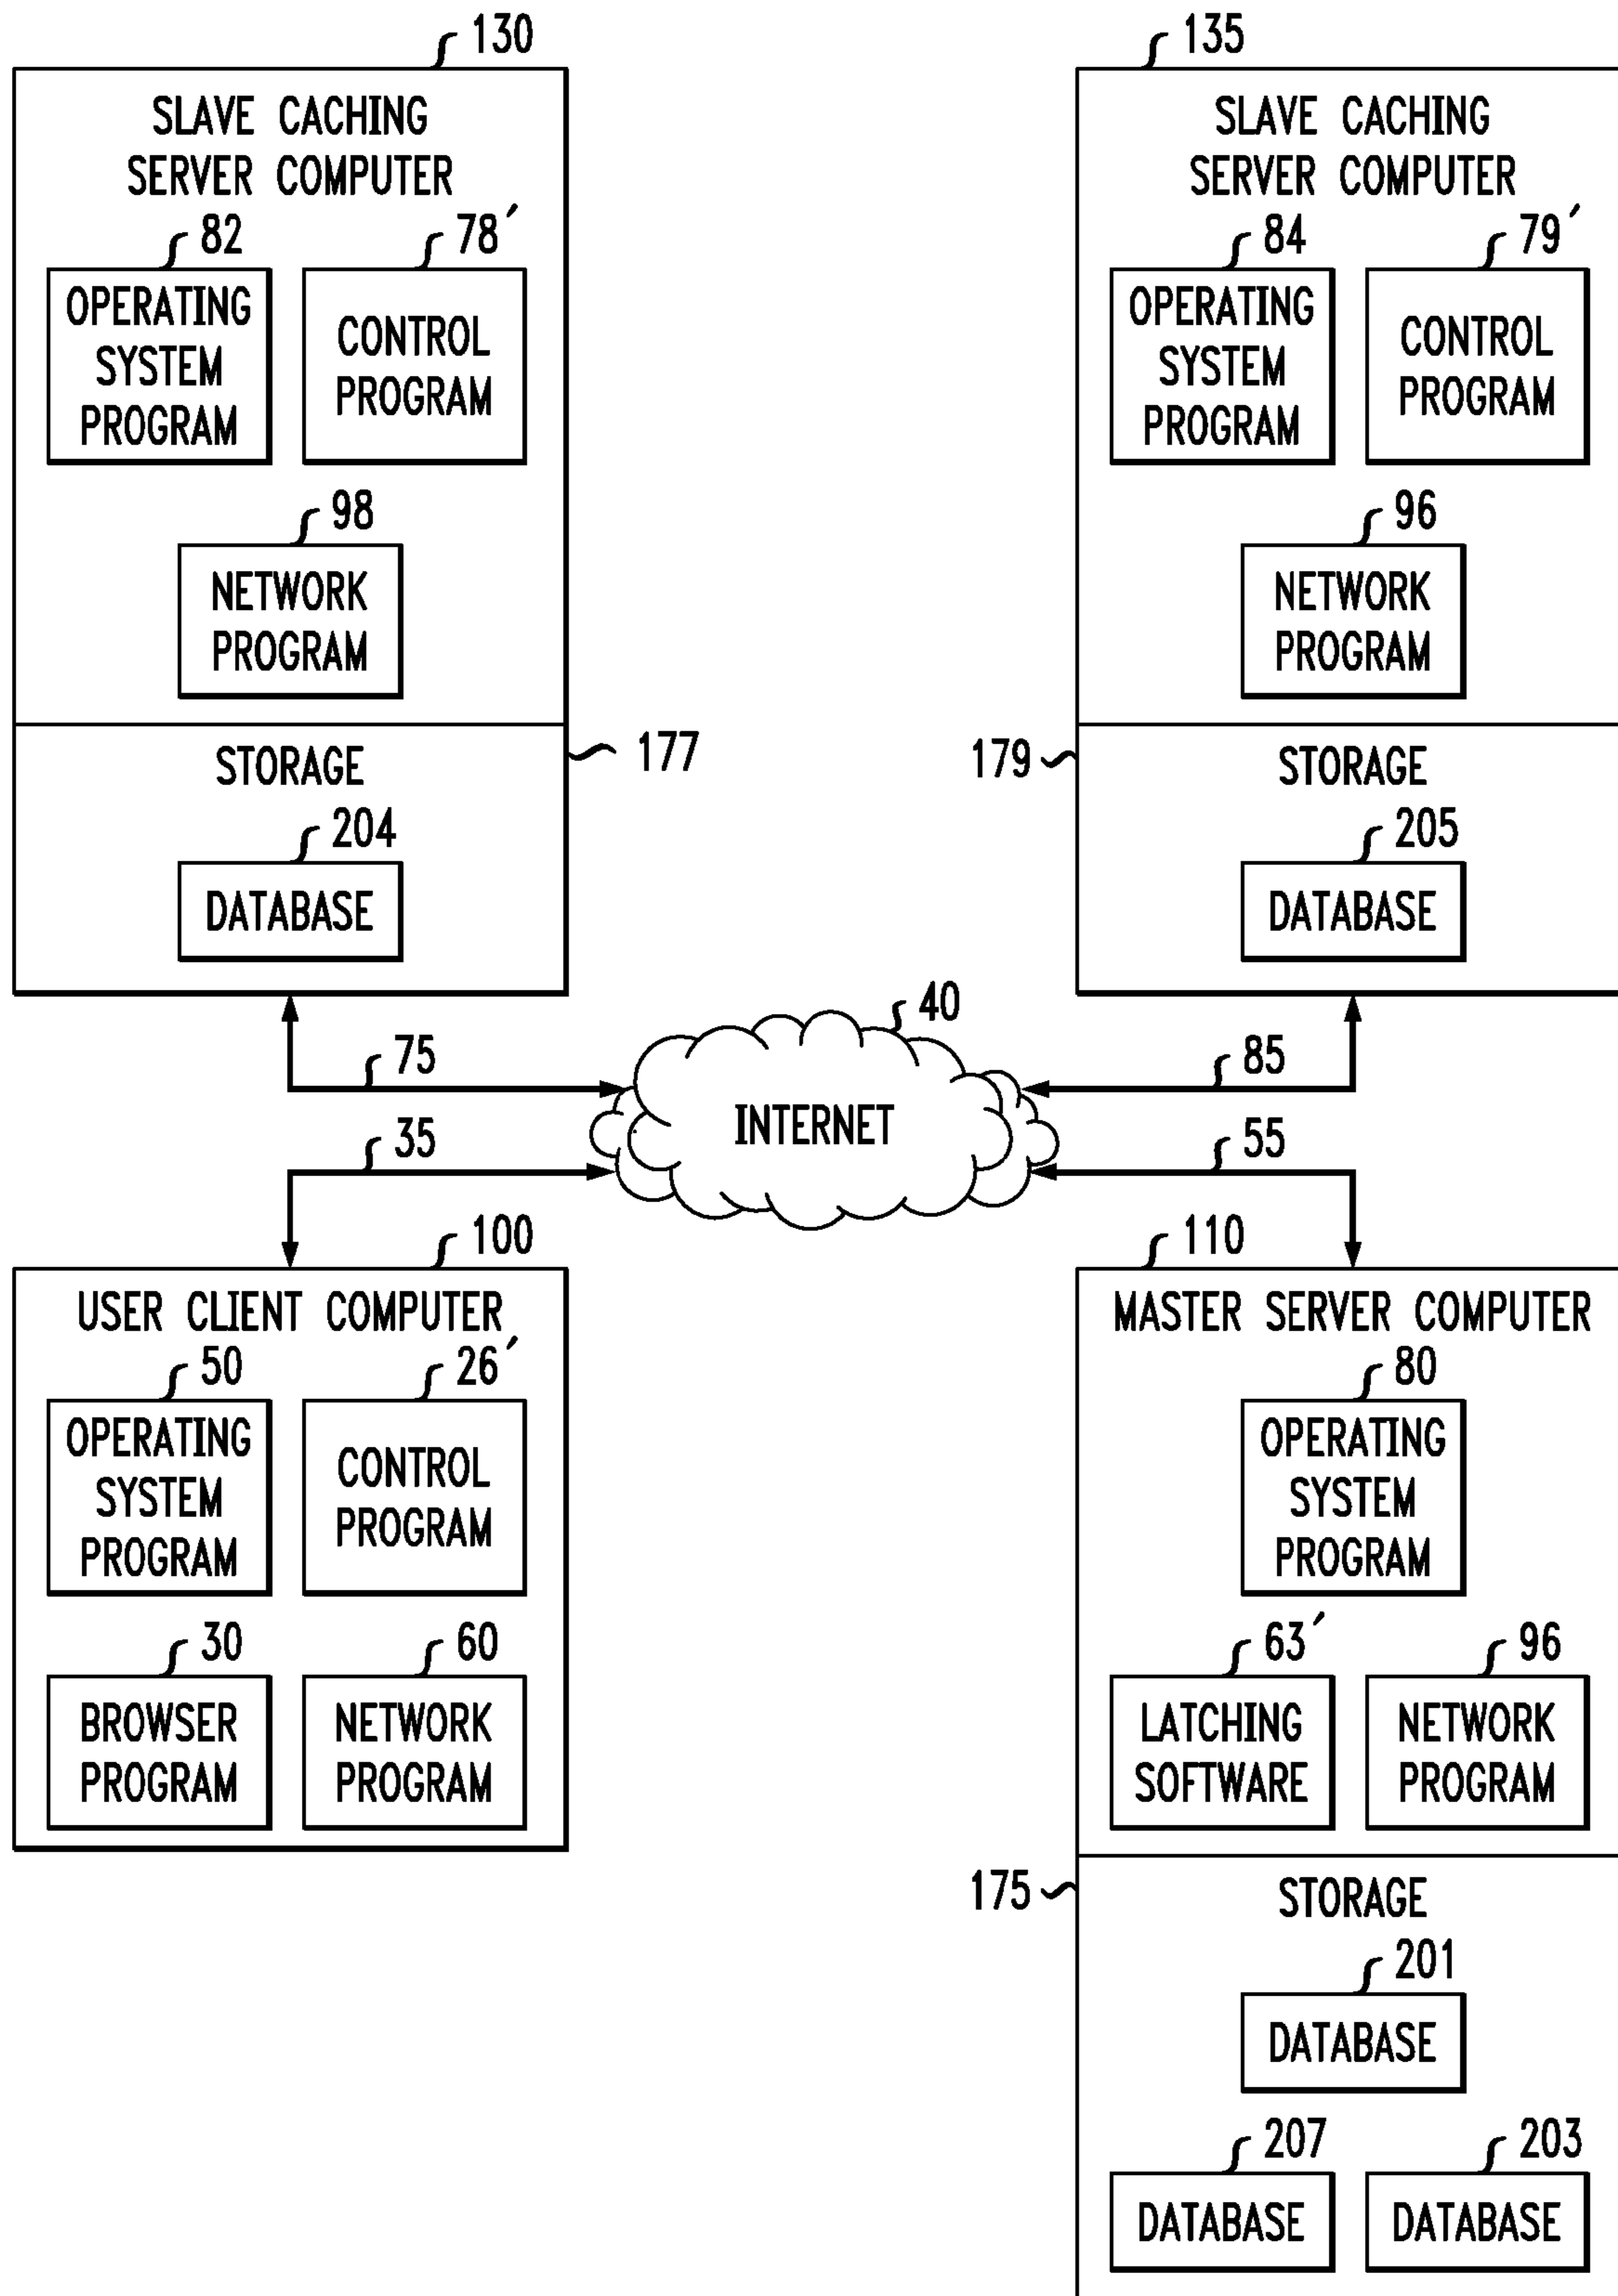 130
SLAVE CACHING
SERVER COMPUTER
82
78′
OPERATING
SYSTEM
PROGRAM
CONTROL
PROGRAM
98
NETWORK
PROGRAM
177
STORAGE
204
DATABASE
135
SLAVE CACHING
SERVER COMPUTER
84
79′
OPERATING
SYSTEM
PROGRAM
CONTROL
PROGRAM
96
NETWORK
PROGRAM
179
STORAGE
205
DATABASE
40
75
85
INTERNET
35
55
100
USER CLIENT COMPUTER
50
26′
OPERATING
SYSTEM
PROGRAM
CONTROL
PROGRAM
30
60
BROWSER
PROGRAM
NETWORK
PROGRAM
110
MASTER SERVER COMPUTER
80
OPERATING
SYSTEM
PROGRAM
63′
96
LATCHING
SOFTWARE
NETWORK
PROGRAM
175
STORAGE
201
DATABASE
207
203
DATABASE
DATABASE